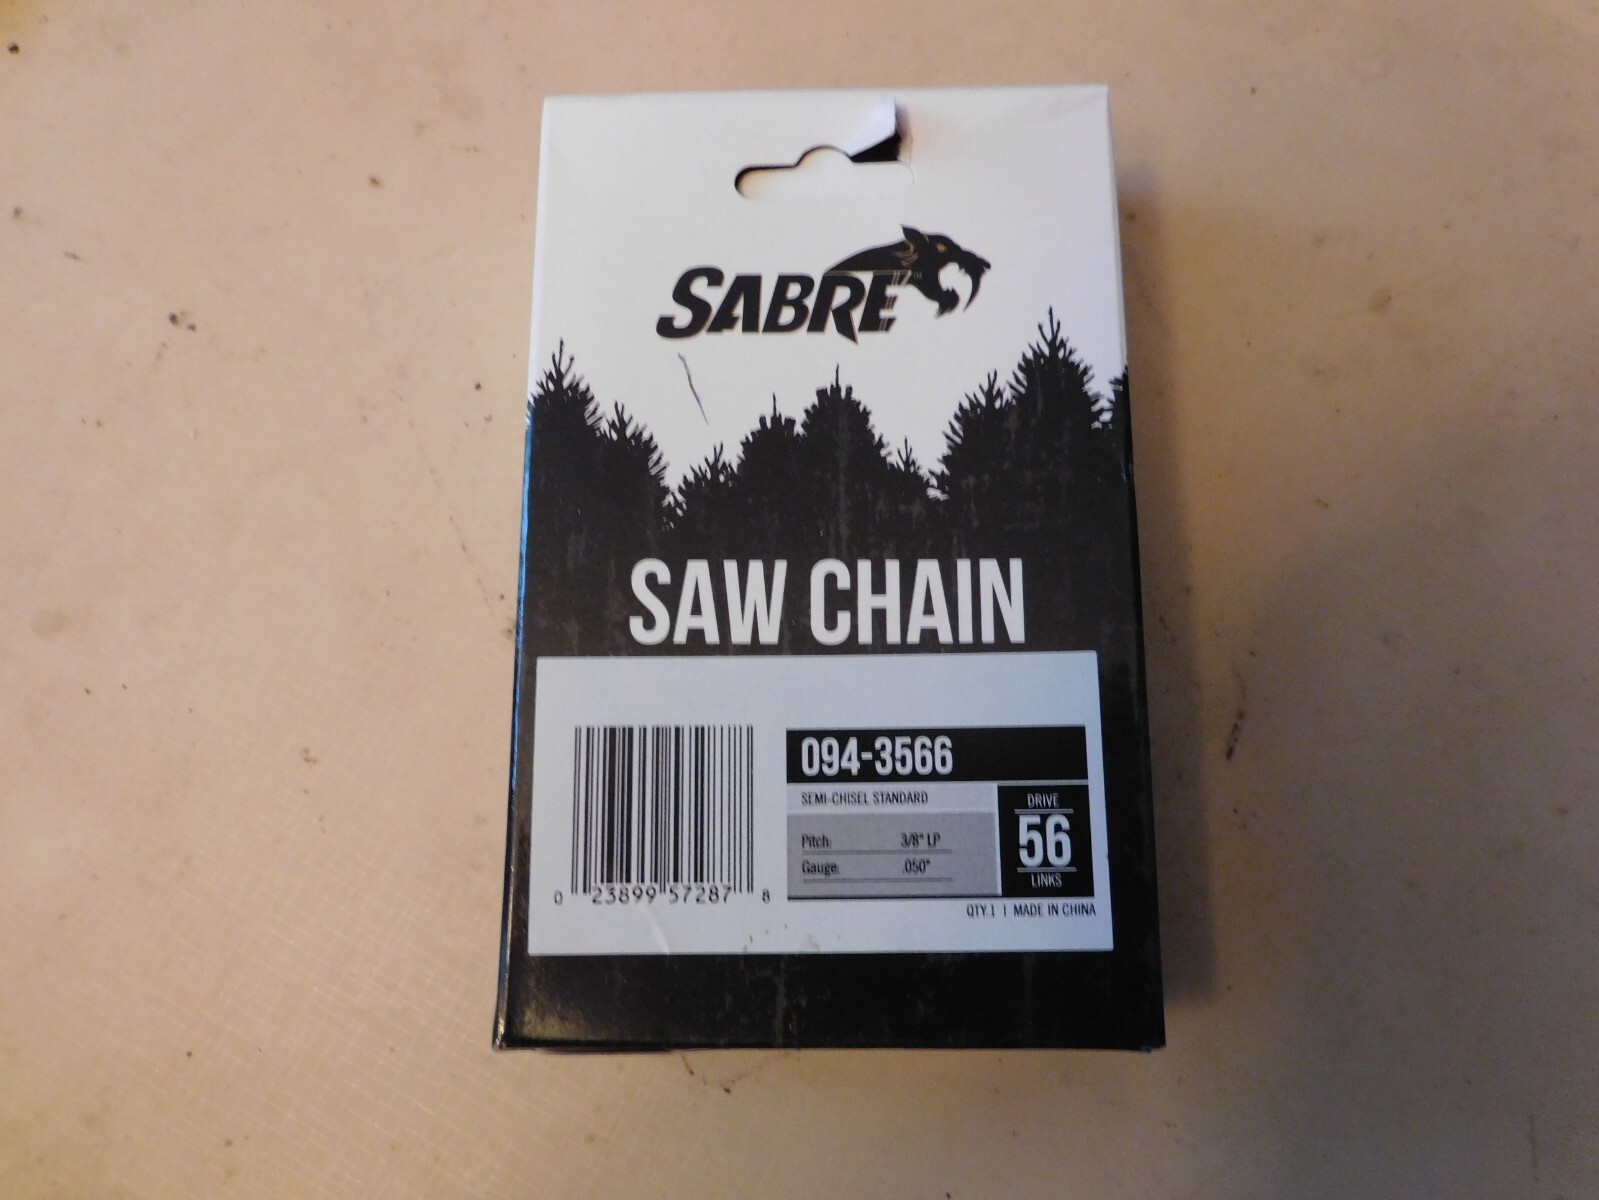 SABRE™
SAW CHAIN
094-3566
SEMI-CHISEL STANDARD
Pitch: 3/8" LP
Gauge: .050"
DRIVE
56
LINKS
0 23899 57287 8
QTY.1 | MADE IN CHINA